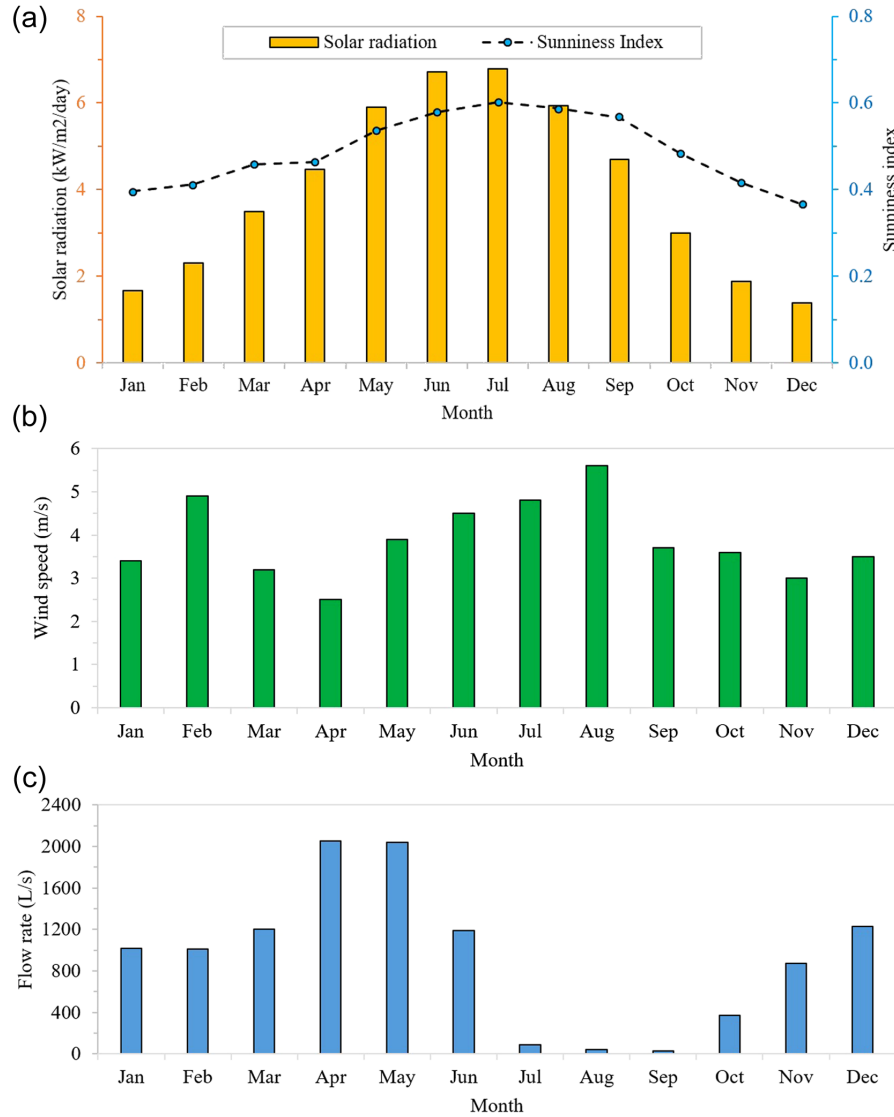 (a)
Solar radiation
Sunniness Index
Solar radiation (kW/m2/day)
8
6
4
2
0
Sunniness index
0.8
0.6
0.4
0.2
0.0
Jan Feb Mar Apr May Jun Jul Aug Sep Oct Nov Dec
Month
(b)
Wind speed (m/s)
6
5
4
3
2
1
0
Jan Feb Mar Apr May Jun Jul Aug Sep Oct Nov Dec
Month
(c)
Flow rate (L/s)
2400
2000
1600
1200
800
400
0
Jan Feb Mar Apr May Jun Jul Aug Sep Oct Nov Dec
Month